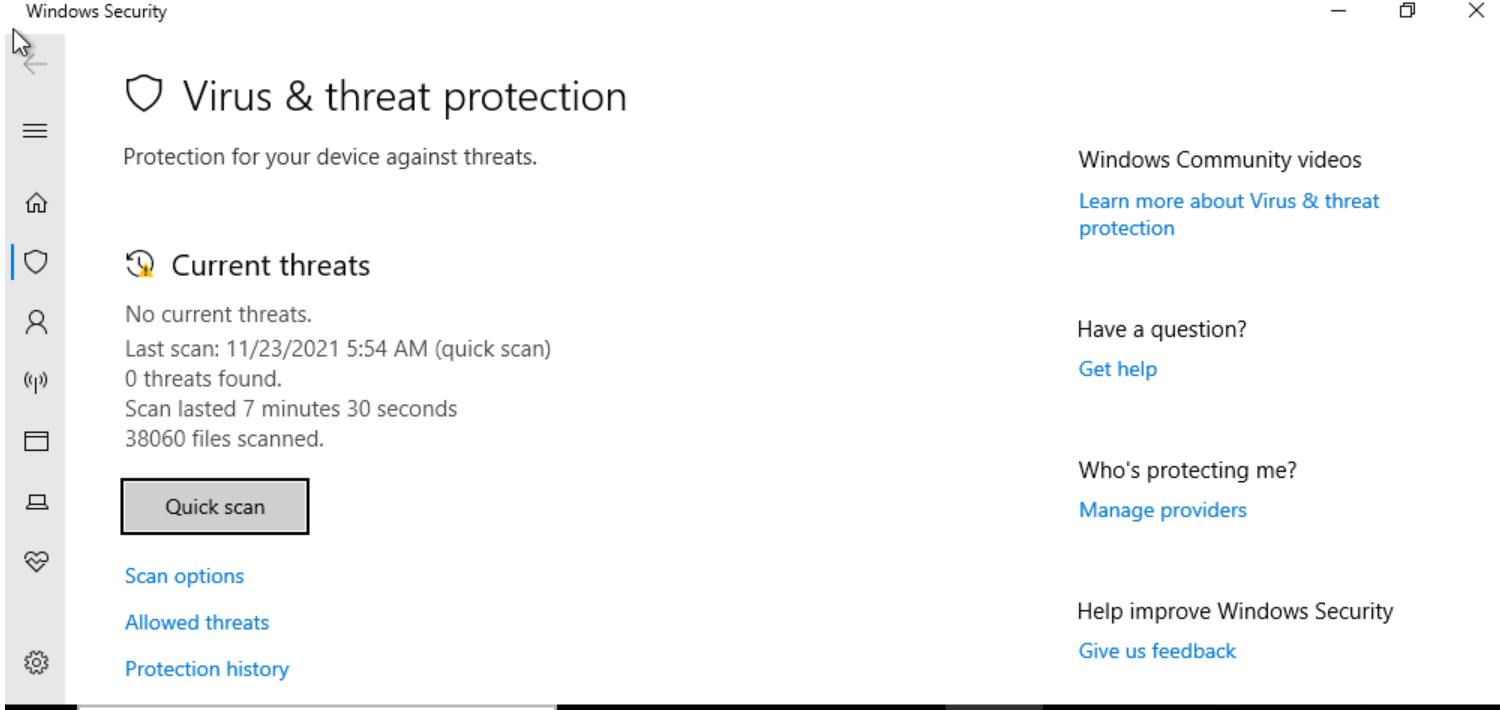 Windows Security
Virus & threat protection
Protection for your device against threats.
Current threats
No current threats.
Last scan: 11/23/2021 5:54 AM (quick scan)
0 threats found.
Scan lasted 7 minutes 30 seconds
38060 files scanned.
Quick scan
Scan options
Allowed threats
Protection history
Windows Community videos
Learn more about Virus & threat
protection
Have a question?
Get help
Who's protecting me?
Manage providers
Help improve Windows Security
Give us feedback